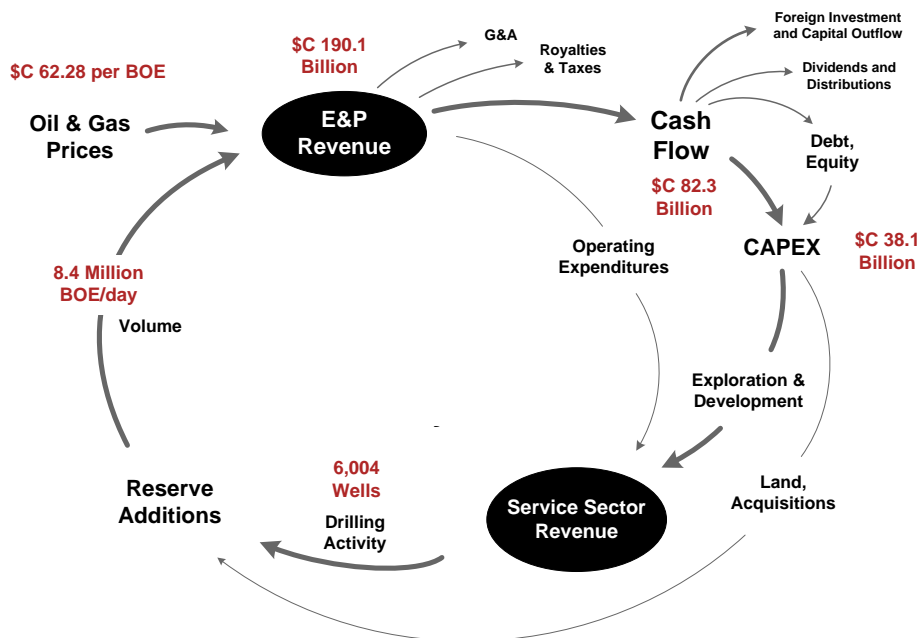 Foreign Investment
and Capital Outflow
$C 190.1
Billion
G&A
Royalties
& Taxes
$C 62.28 per BOE
Dividends and
Distributions
Oil & Gas
Prices
E&P
Revenue
Cash
Flow
Debt,
Equity
$C 82.3
Billion
CAPEX
$C 38.1
Billion
Operating
Expenditures
8.4 Million
BOE/day
Volume
Exploration &
Development
Reserve
Additions
6,004
Wells
Drilling
Activity
Service Sector
Revenue
Land,
Acquisitions